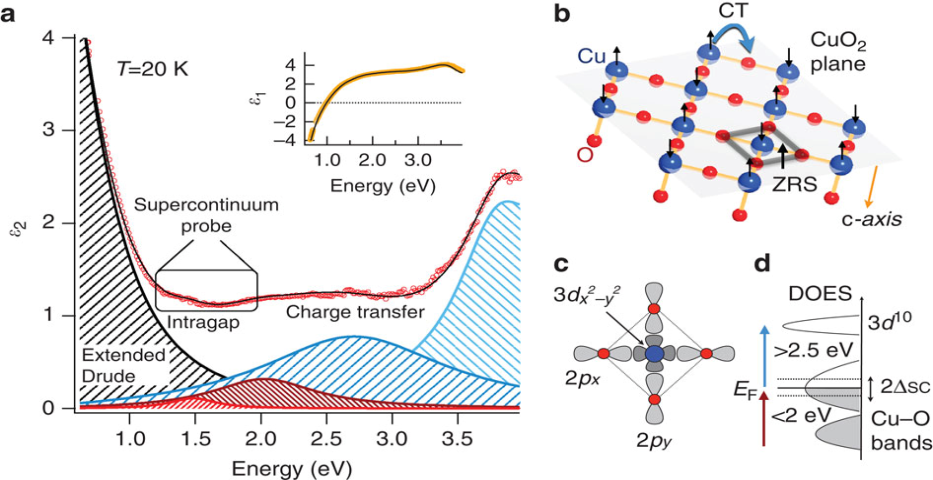 a
T=20 K
ε₂
4
3
2
1
0
ε₁
4
2
0
−2
−4
1.0 2.0 3.0
Energy (eV)
Supercontinuum
probe
Intragap
Charge transfer
Extended
Drude
1.0 1.5 2.0 2.5 3.0 3.5
Energy (eV)
b
CT
Cu
CuO₂
plane
O
ZRS
c-axis
c
3dx²−y²
2px
2py
d
DOES
3d¹⁰
>2.5 eV
EF
2ΔSC
<2 eV
Cu–O
bands